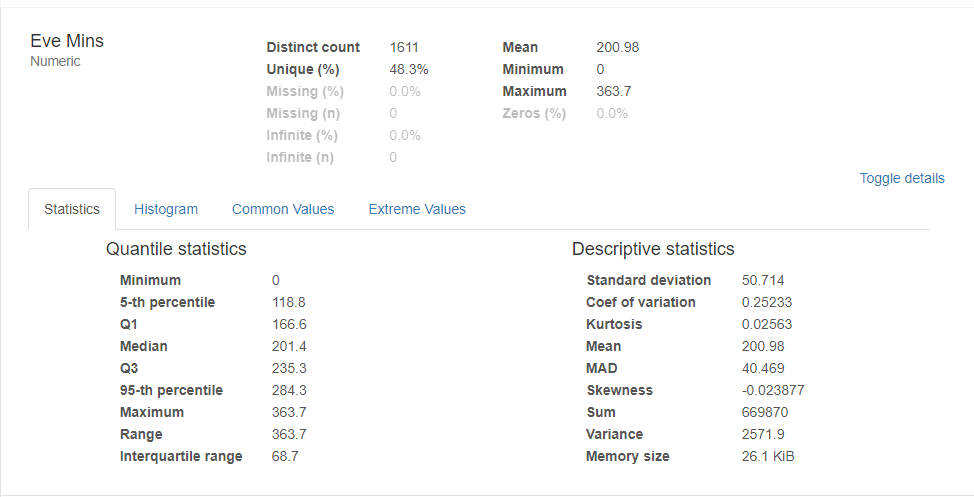 Eve Mins
Numeric
Distinct count 1611
Unique (%) 48.3%
Missing (%) 0.0%
Missing (n) 0
Infinite (%) 0.0%
Infinite (n) 0
Mean 200.98
Minimum 0
Maximum 363.7
Zeros (%) 0.0%
Toggle details
Statistics Histogram Common Values Extreme Values
Quantile statistics
Minimum 0
5-th percentile 118.8
Q1 166.6
Median 201.4
Q3 235.3
95-th percentile 284.3
Maximum 363.7
Range 363.7
Interquartile range 68.7
Descriptive statistics
Standard deviation 50.714
Coef of variation 0.25233
Kurtosis 0.02563
Mean 200.98
MAD 40.469
Skewness -0.023877
Sum 669870
Variance 2571.9
Memory size 26.1 KiB